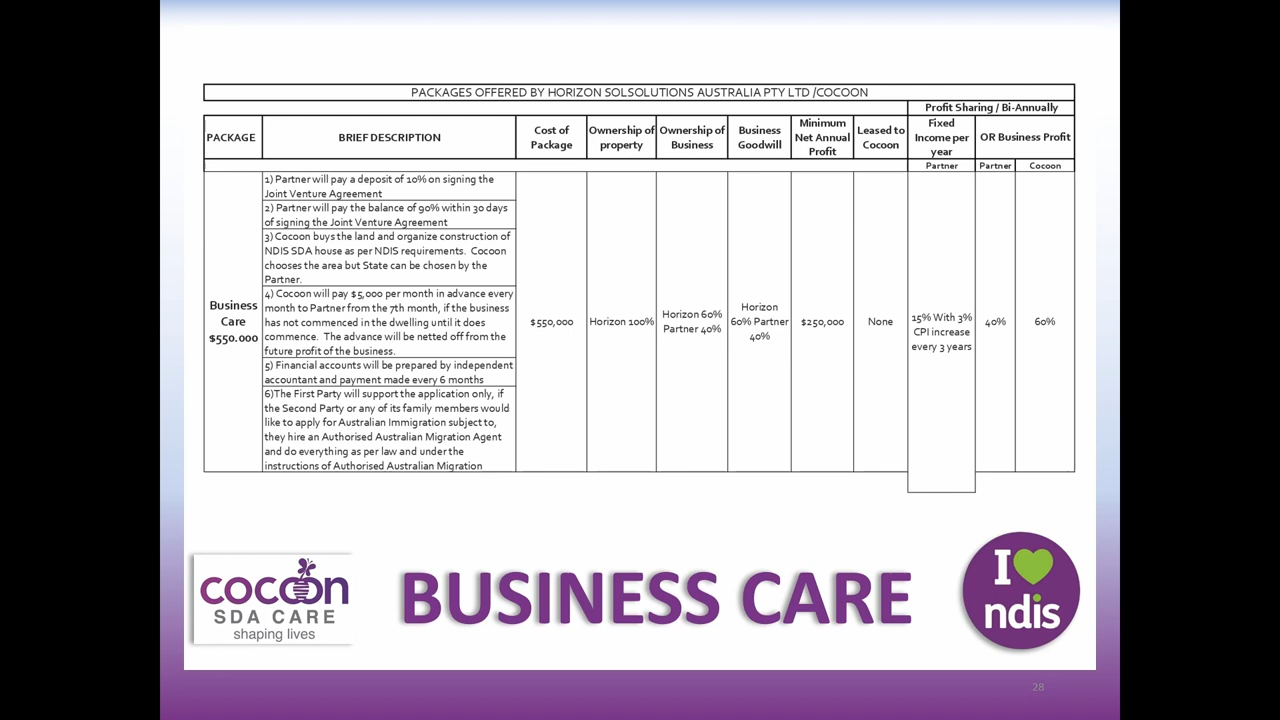 PACKAGES OFFERED BY HORIZON SOLSOLUTIONS AUSTRALIA PTY LTD /COCOON
Profit Sharing / Bi-Annually
PACKAGE
BRIEF DESCRIPTION
Cost of
Package
Ownership of
property
Ownership of
Business
Business
Goodwill
Minimum
Net Annual
Profit
Leased to
Cocoon
Fixed
Income per
year
OR Business Profit
Partner
Partner
Cocoon
Business
Care
$550.000
1) Partner will pay a deposit of 10% on signing the
Joint Venture Agreement
2) Partner will pay the balance of 90% within 30 days
of signing the Joint Venture Agreement
3) Cocoon buys the land and organize construction of
NDIS SDA house as per NDIS requirements. Cocoon
chooses the area but State can be chosen by the
Partner.
4) Cocoon will pay $5,000 per month in advance every
month to Partner from the 7th month, if the business
has not commenced in the dwelling until it does
commence. The advance will be netted off from the
future profit of the business.
5) Financial accounts will be prepared by independent
accountant and payment made every 6 months
6)The First Party will support the application only, if
the Second Party or any of its family members would
like to apply for Australian Immigration subject to,
they hire an Authorised Australian Migration Agent
and do everything as per law and under the
instructions of Authorised Australian Migration
$550,000
Horizon 100%
Horizon 60%
Partner 40%
Horizon
60% Partner
40%
$250,000
None
15% With 3%
CPI increase
every 3 years
40%
60%
cocoon
SDA CARE
shaping lives
BUSINESS CARE
I
ndis
28